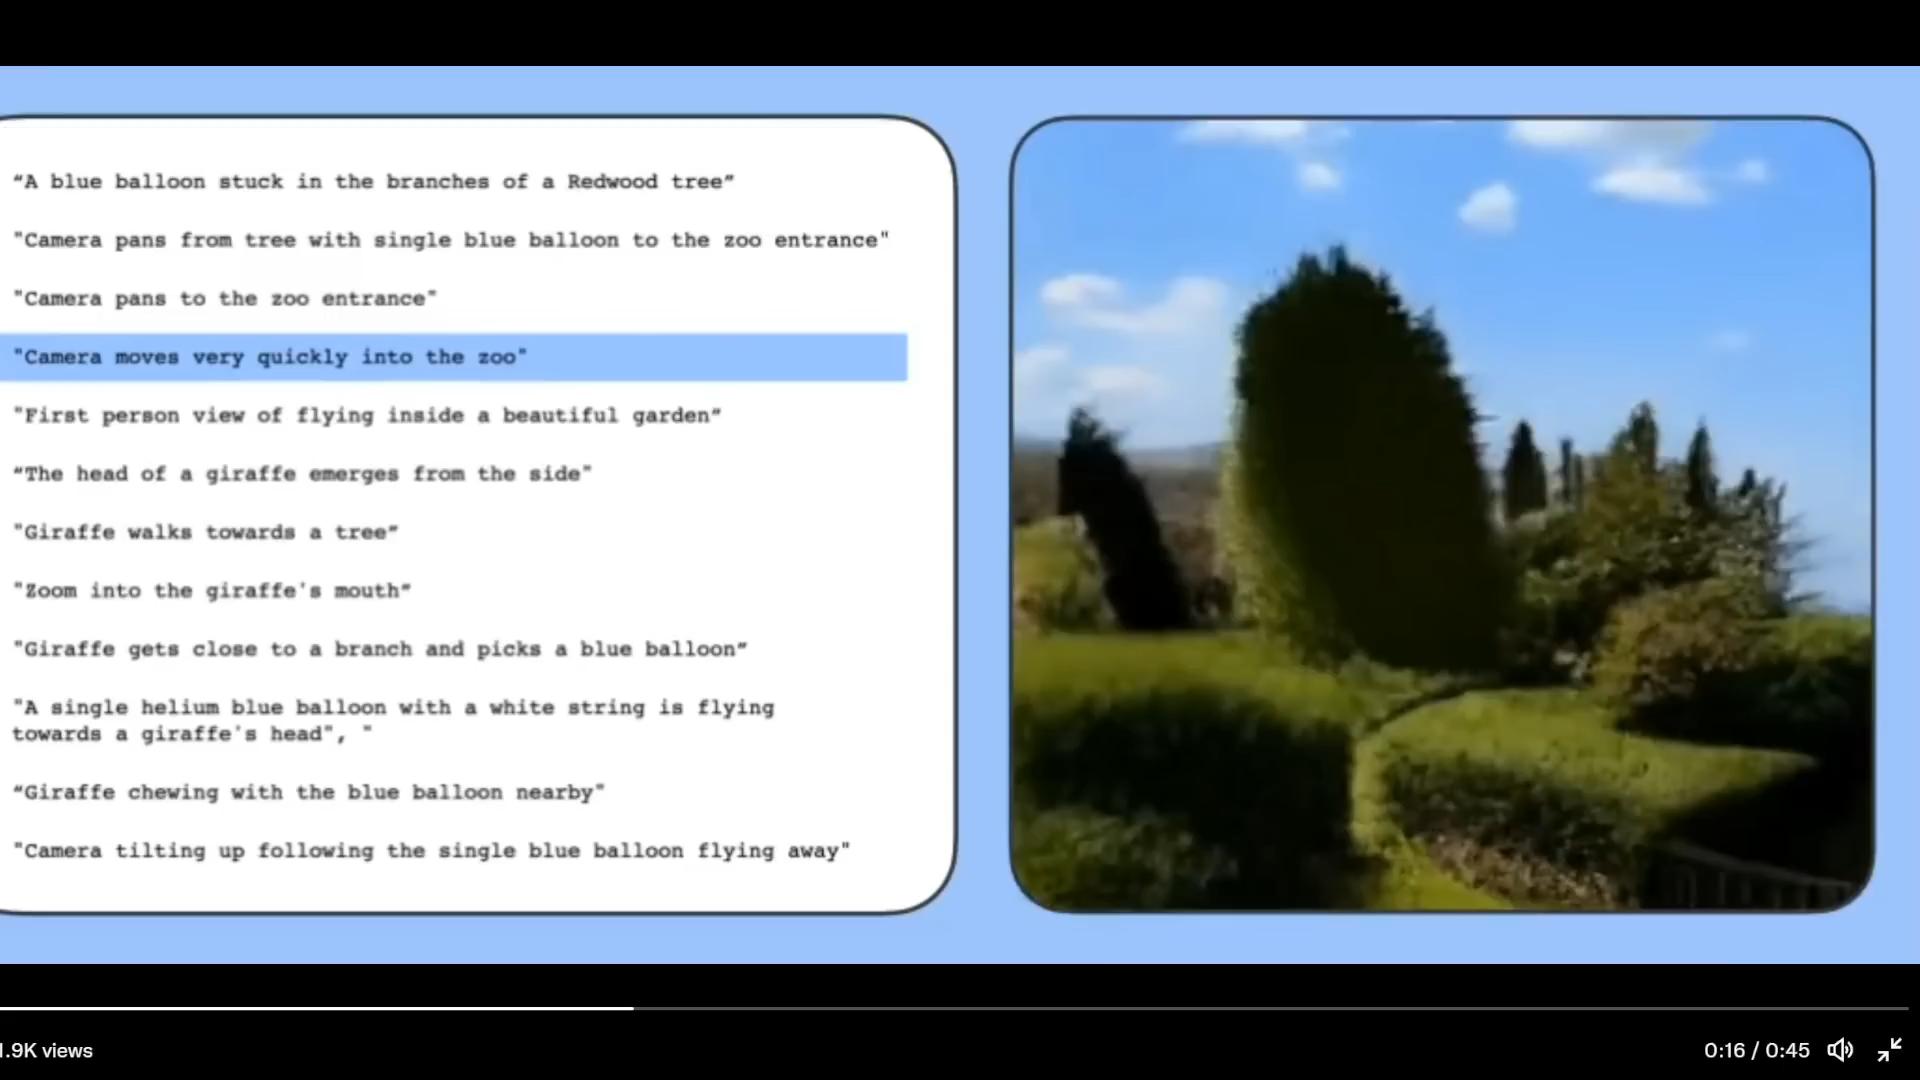 “A blue balloon stuck in the branches of a Redwood tree”
"Camera pans from tree with single blue balloon to the zoo entrance"
"Camera pans to the zoo entrance"
"Camera moves very quickly into the zoo"
"First person view of flying inside a beautiful garden”
“The head of a giraffe emerges from the side"
"Giraffe walks towards a tree”
"Zoom into the giraffe's mouth”
"Giraffe gets close to a branch and picks a blue balloon”
"A single helium blue balloon with a white string is flying
towards a giraffe's head", "
“Giraffe chewing with the blue balloon nearby"
"Camera tilting up following the single blue balloon flying away"
1.9K views
0:16 / 0:45